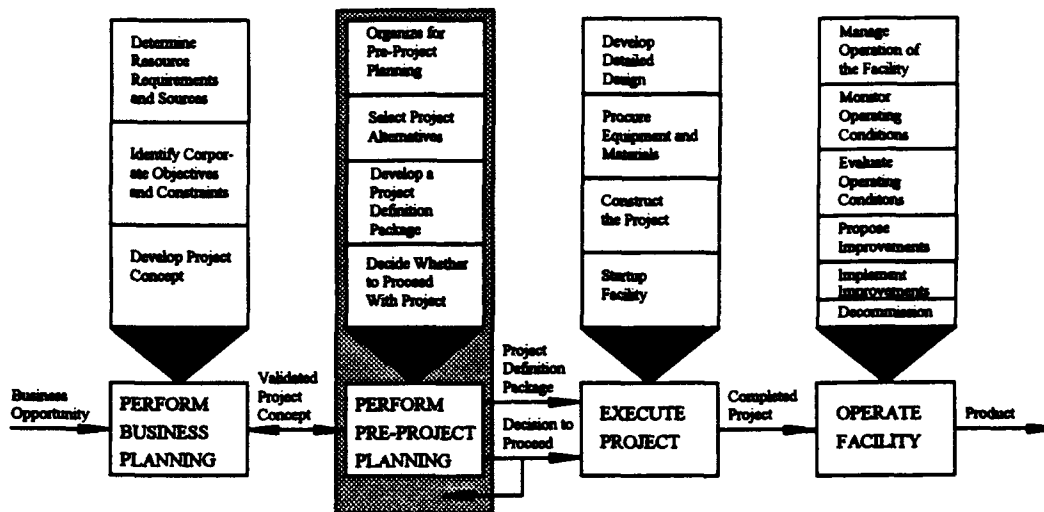 Determine
Resource
Requirements
and Sources
Identify Corpor-
ate Objectives
and Constraints
Develop Project
Concept
Organize for
Pre-Project
Planning
Select Project
Alternatives
Develop a
Project
Definition
Package
Decide Whether
to Proceed
With Project
Develop
Detailed
Design
Procure
Equipment and
Materials
Construct
the Project
Startup
Facility
Manage
Operation of
the Facility
Monitor
Operating
Conditions
Evaluate
Operating
Conditons
Propose
Improvements
Implement
Improvements
Decommission
Business
Opportunity
PERFORM
BUSINESS
PLANNING
Validated
Project
Concept
PERFORM
PRE-PROJECT
PLANNING
Project
Definition
Package
Decision to
Proceed
EXECUTE
PROJECT
Completed
Project
OPERATE
FACILITY
Product